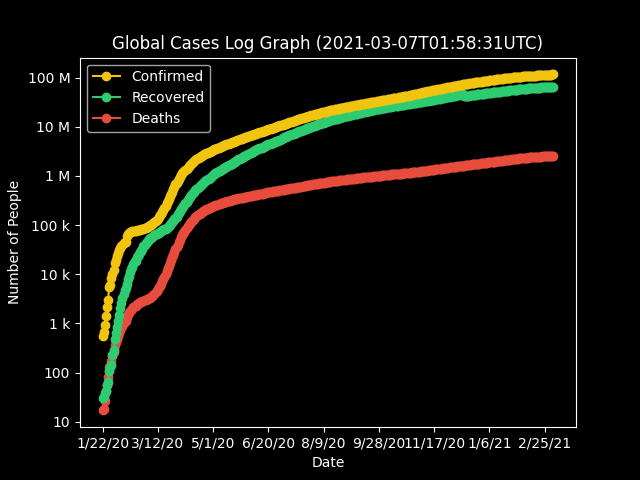 Global Cases Log Graph (2021-03-07T01:58:31UTC)
Confirmed
Recovered
Deaths
100 M
10 M
1 M
100 k
10 k
1 k
100
10
Number of People
1/22/20 3/12/20 5/1/20 6/20/20 8/9/20 9/28/20 11/17/20 1/6/21 2/25/21
Date